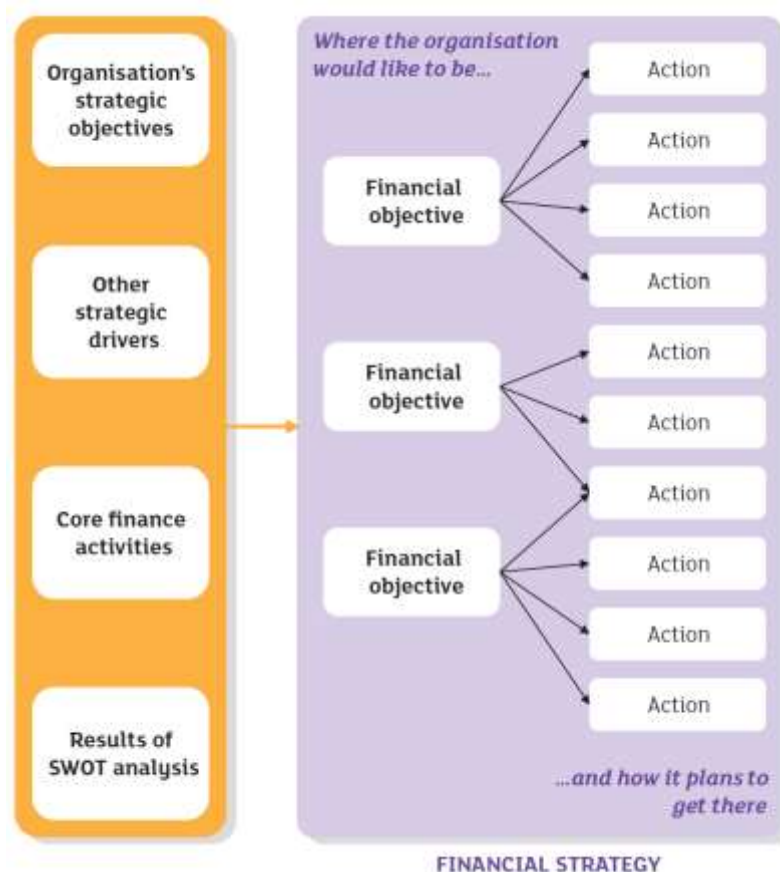 Organisation's
strategic
objectives
Other
strategic
drivers
Core finance
activities
Results of
SWOT analysis
Where the organisation
would like to be...
Financial
objective
Financial
objective
Financial
objective
Action
Action
Action
Action
Action
Action
Action
Action
Action
Action
...and how it plans to
get there
FINANCIAL STRATEGY